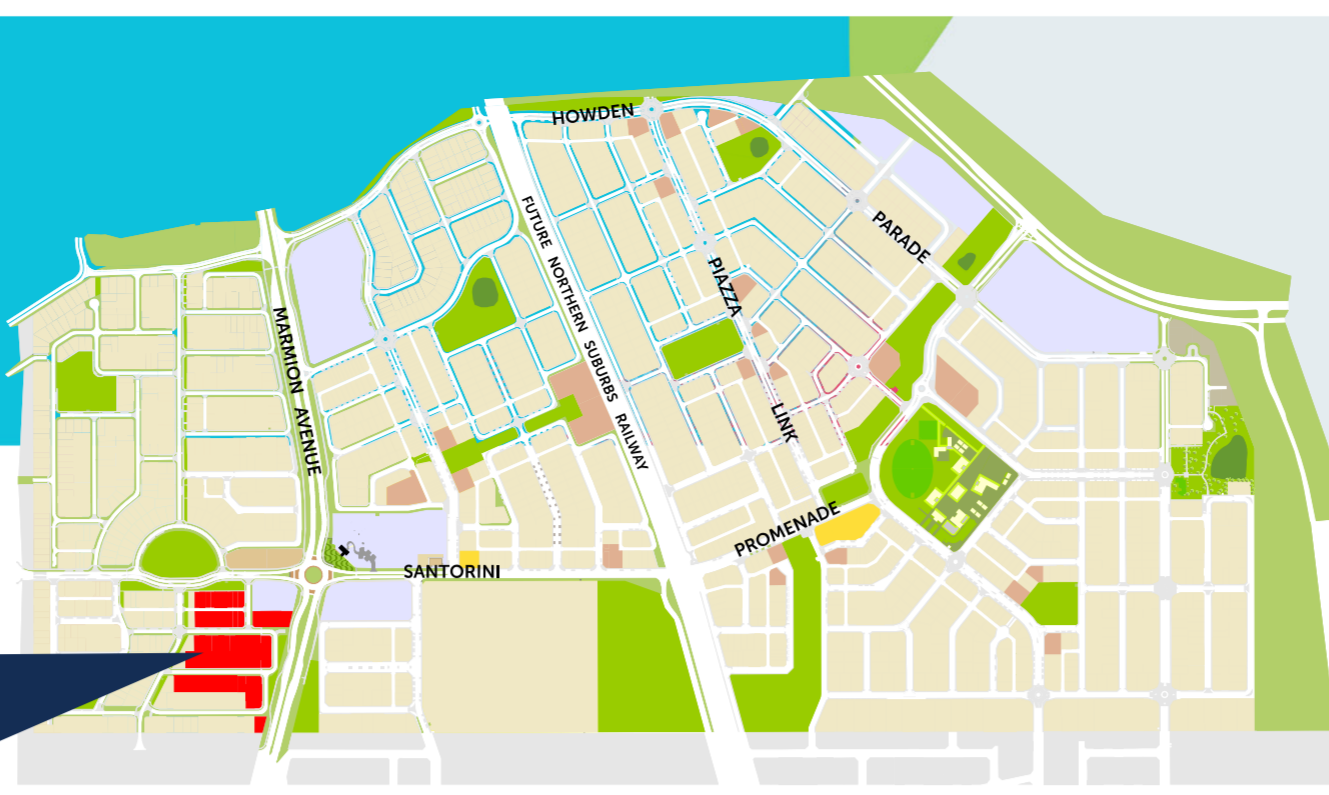 HOWDEN
PARADE
PIAZZA
LINK
FUTURE NORTHERN SUBURBS RAILWAY
MARMION AVENUE
SANTORINI
PROMENADE